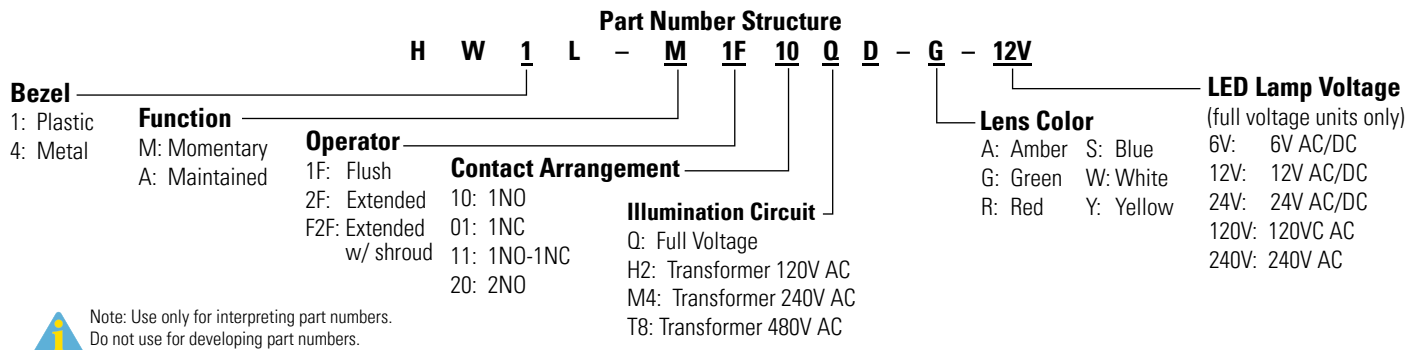 Part Number Structure
H W 1 L – M 1F 10 Q D – G – 12V
Bezel
1: Plastic
4: Metal
Function
M: Momentary
A: Maintained
Operator
1F: Flush
2F: Extended
F2F: Extended
w/ shroud
Contact Arrangement
10: 1NO
01: 1NC
11: 1NO-1NC
20: 2NO
Illumination Circuit
Q: Full Voltage
H2: Transformer 120V AC
M4: Transformer 240V AC
T8: Transformer 480V AC
Lens Color
A: Amber S: Blue
G: Green W: White
R: Red Y: Yellow
LED Lamp Voltage
(full voltage units only)
6V: 6V AC/DC
12V: 12V AC/DC
24V: 24V AC/DC
120V: 120VC AC
240V: 240V AC
i
Note: Use only for interpreting part numbers.
Do not use for developing part numbers.